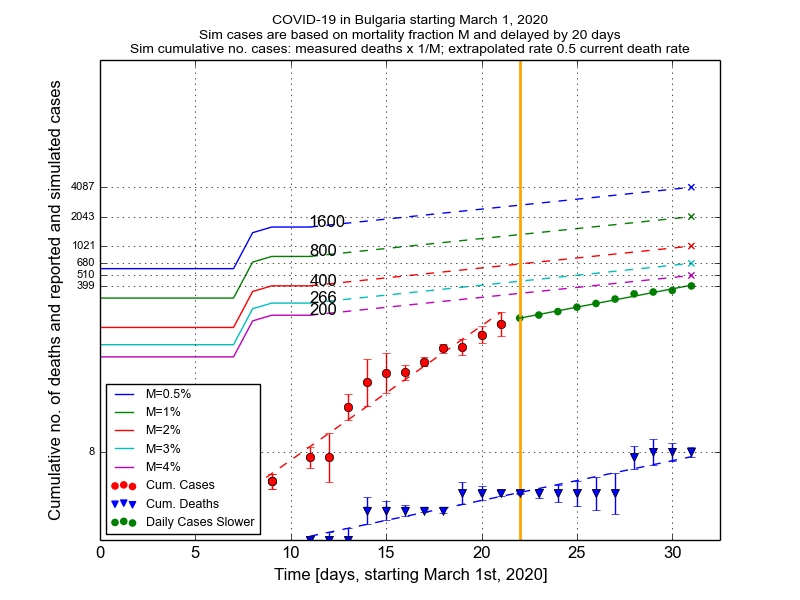 COVID-19 in Bulgaria starting March 1, 2020
Sim cases are based on mortality fraction M and delayed by 20 days
Sim cumulative no. cases: measured deaths x 1/M; extrapolated rate 0.5 current death rate
Cumulative no. of deaths and reported and simulated cases
4087
2043
1021
680
510
399
8
1600
800
400
266
200
M=0.5%
M=1%
M=2%
M=3%
M=4%
Cum. Cases
Cum. Deaths
Daily Cases Slower
0 5 10 15 20 25 30
Time [days, starting March 1st, 2020]